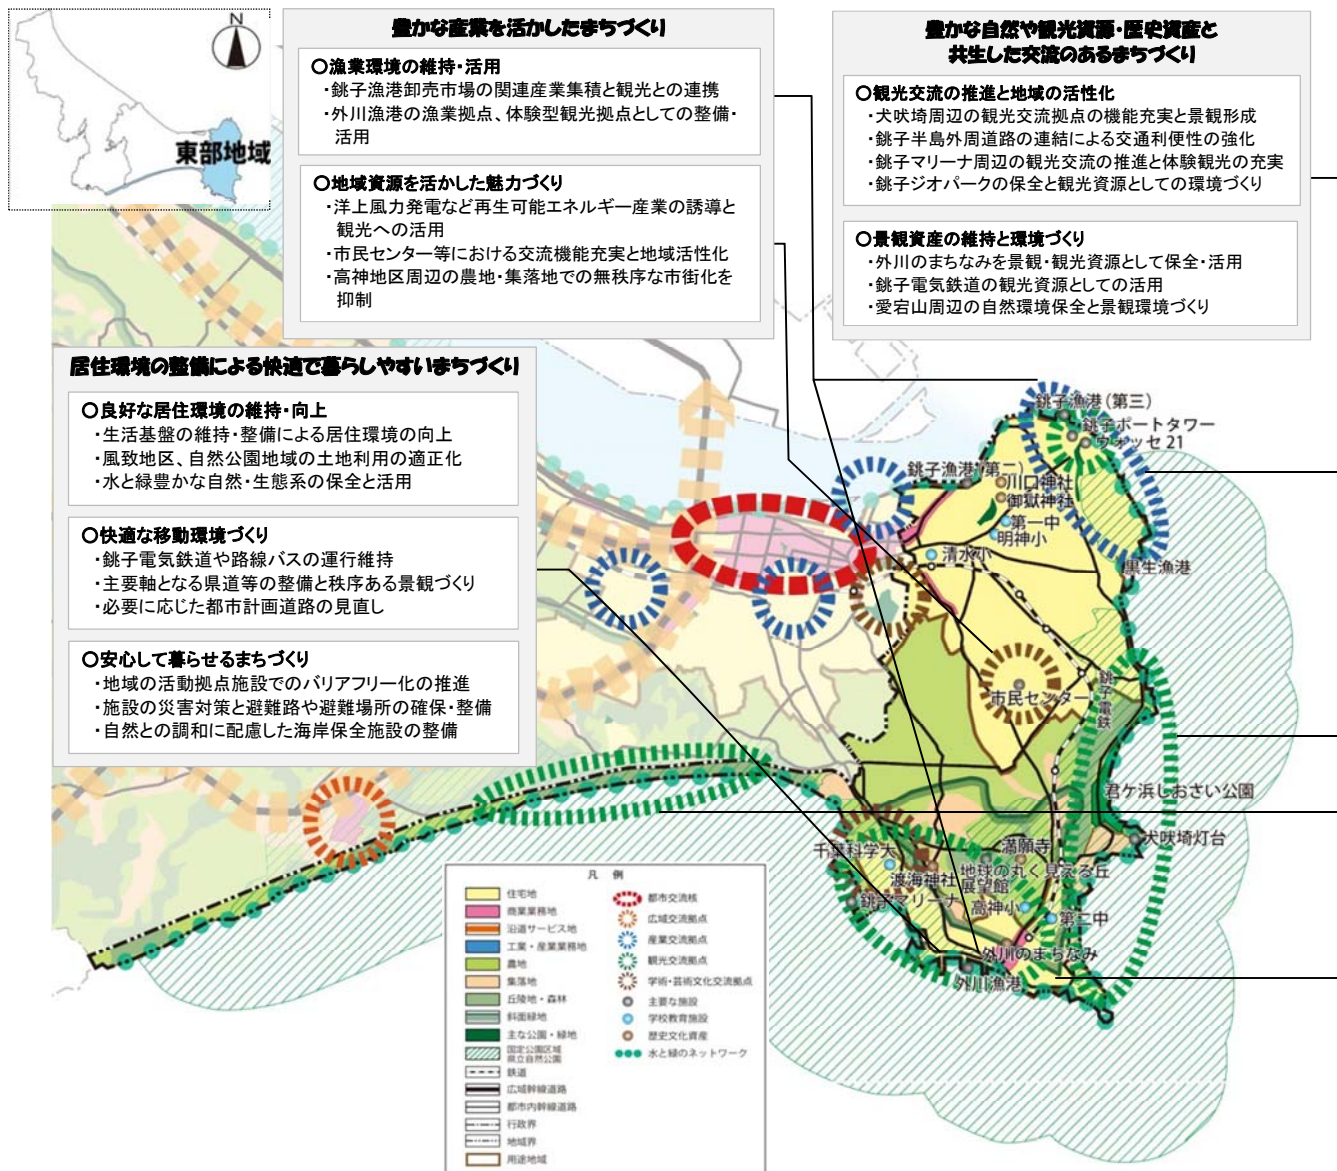 N
東部地域
豊かな産業を活かしたまちづくり
○漁業環境の維持・活用
・銚子漁港卸売市場の関連産業集積と観光との連携
・外川漁港の漁業拠点、体験型観光拠点としての整備・
活用
○地域資源を活かした魅力づくり
・洋上風力発電など再生可能エネルギー産業の誘導と
観光への活用
・市民センター等における交流機能充実と地域活性化
・高神地区周辺の農地・集落地での無秩序な市街化を
抑制
豊かな自然や観光資源・歴史資産と
共生した交流のあるまちづくり
○観光交流の推進と地域の活性化
・犬吠埼周辺の観光交流拠点の機能充実と景観形成
・銚子半島外周道路の連結による交通利便性の強化
・銚子マリーナ周辺の観光交流の推進と体験観光の充実
・銚子ジオパークの保全と観光資源としての環境づくり
○景観資産の維持と環境づくり
・外川のまちなみを景観・観光資源として保全・活用
・銚子電気鉄道の観光資源としての活用
・愛宕山周辺の自然環境保全と景観環境づくり
居住環境の整備による快適で暮らしやすいまちづくり
○良好な居住環境の維持・向上
・生活基盤の維持・整備による居住環境の向上
・風致地区、自然公園地域の土地利用の適正化
・水と緑豊かな自然・生態系の保全と活用
○快適な移動環境づくり
・銚子電気鉄道や路線バスの運行維持
・主要軸となる県道等の整備と秩序ある景観づくり
・必要に応じた都市計画道路の見直し
○安心して暮らせるまちづくり
・地域の活動拠点施設でのバリアフリー化の推進
・施設の災害対策と避難路や避難場所の確保・整備
・自然との調和に配慮した海岸保全施設の整備
銚子漁港(第三)
銚子ポートタワー
ウォッセ21
銚子漁港(第二)
川口神社
御嶽神社
第一中
明神小
清水小
黒生漁港
市民センター
銚子電鉄
君ケ浜しおさい公園
犬吠埼灯台
千葉科学大
満願寺
渡海神社
地球の丸く見える丘
展望館
銚子マリーナ
高神小
第二中
外川のまちなみ
外川漁港
凡 例
住宅地
商業業務地
沿道サービス地
工業・産業業務地
農地
集落地
丘陵地・森林
斜面緑地
主な公園・緑地
国定公園区域
県立自然公園
鉄道
広域幹線道路
都市内幹線道路
行政界
地域界
用途地域
都市交流核
広域交流拠点
産業交流拠点
観光交流拠点
学術・芸術文化交流拠点
主要な施設
学校教育施設
歴史文化資産
水と緑のネットワーク